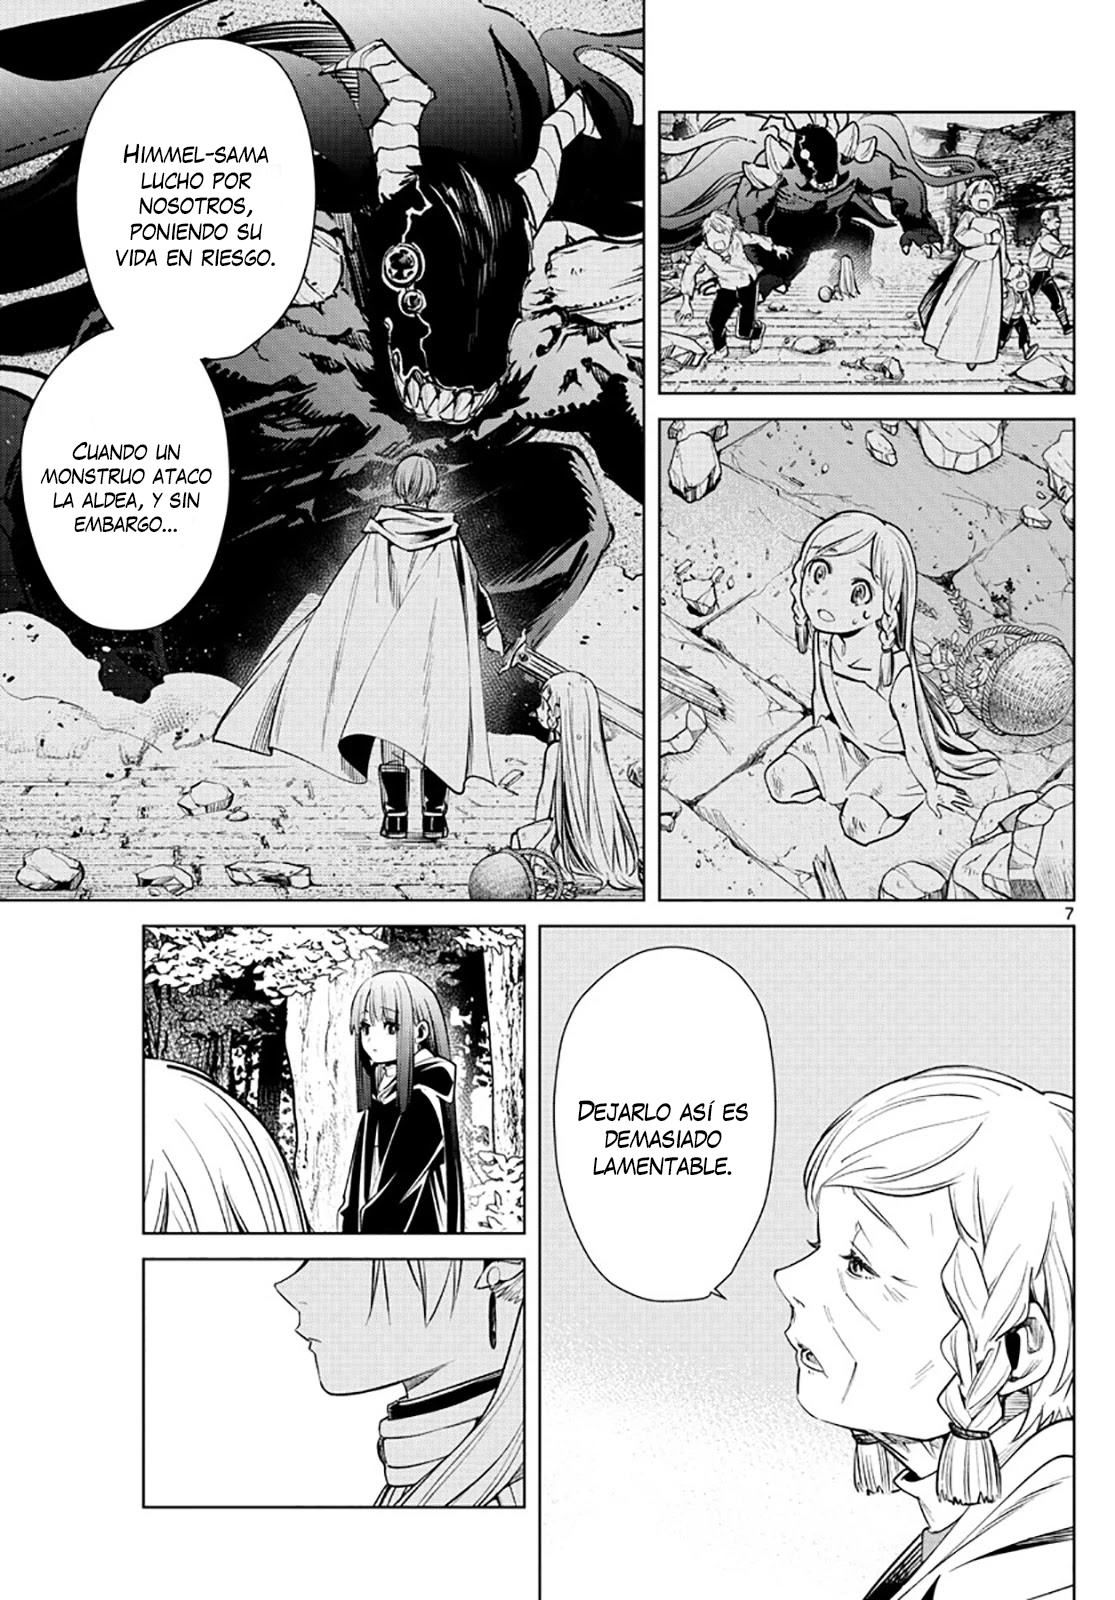 HIMMEL-SAMA
LUCHO POR
NOSOTROS,
PONIENDO SU
VIDA EN RIESGO.
CUANDO UN
MONSTRUO ATACO
LA ALDEA, Y SIN
EMBARGO...
7
DEJARLO ASÍ ES
DEMASIADO
LAMENTABLE.